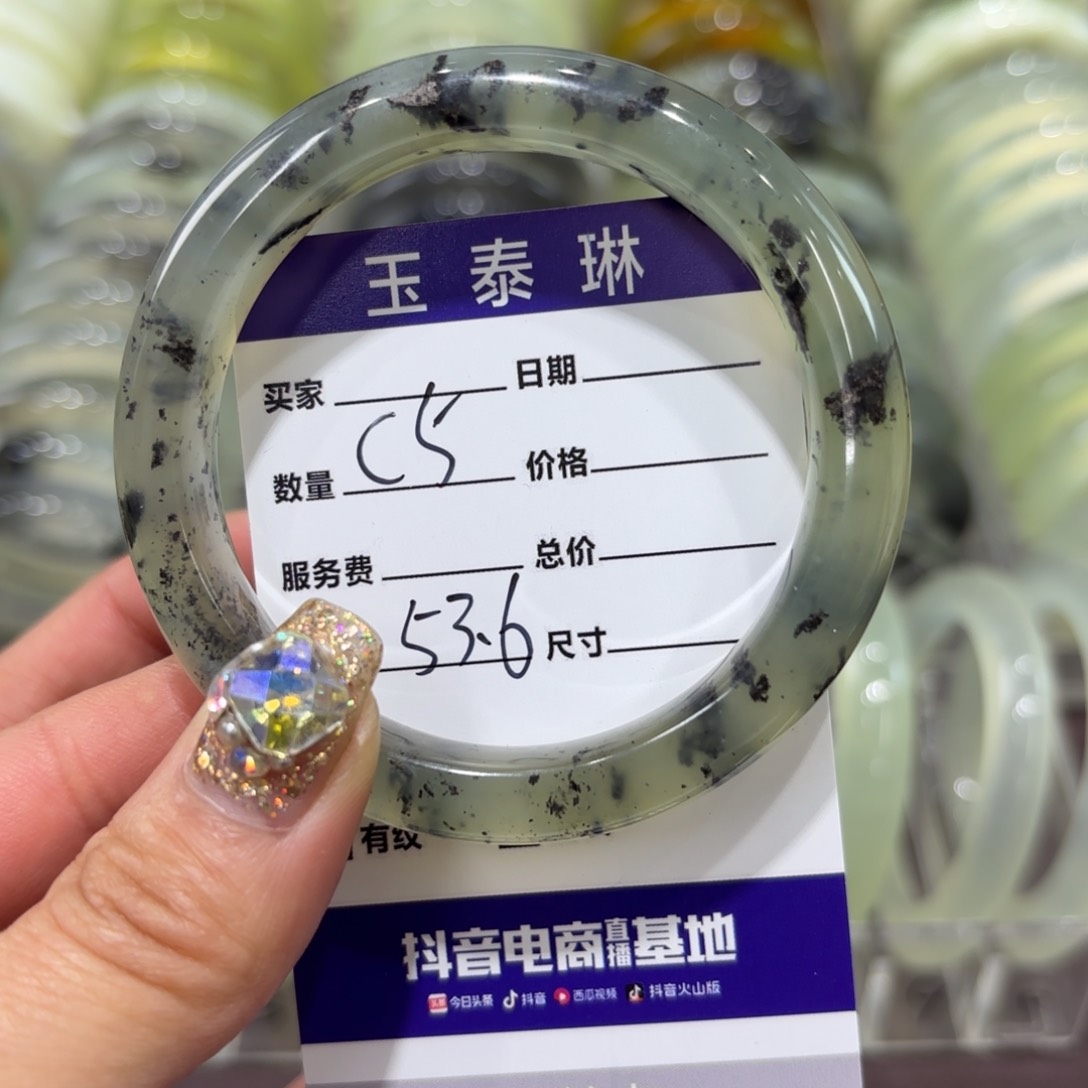 玉泰琳
买家 日期
C5
数量 价格
服务费 总价
53.6 尺寸
有纹
抖音电商直播基地
今日头条 抖音 西瓜视频 抖音火山版